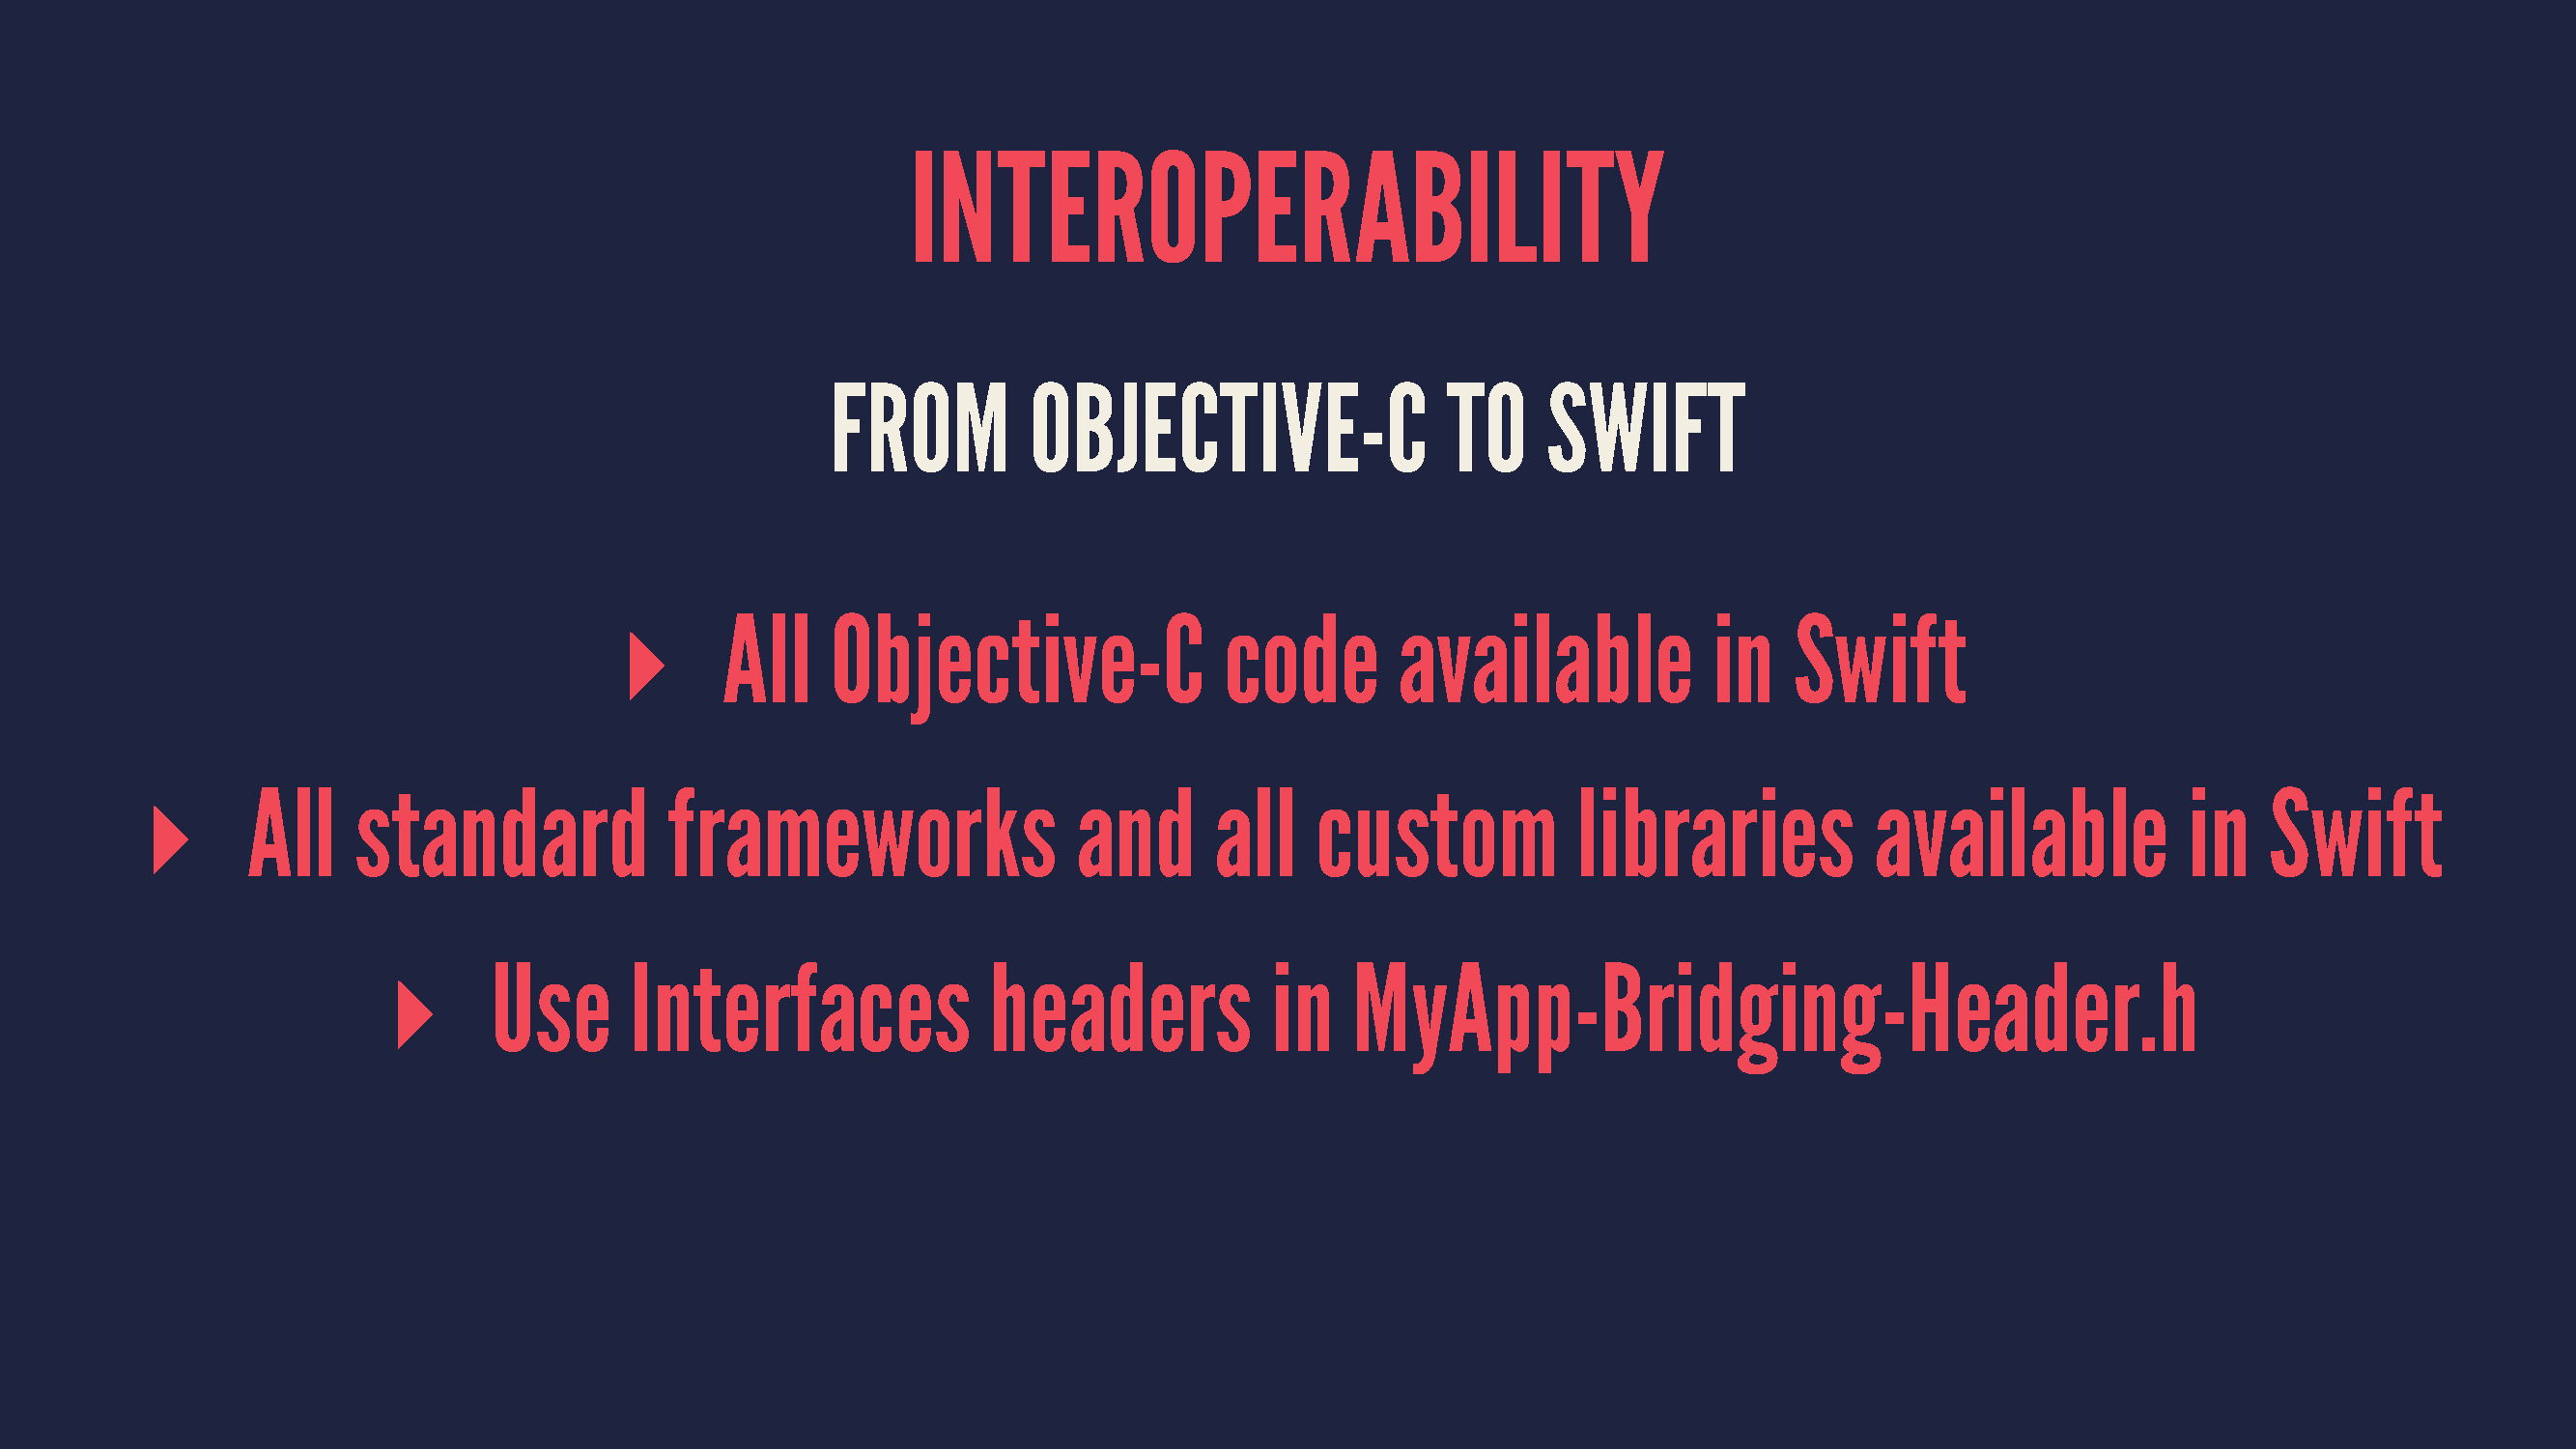 INTEROPERABILITY
FROM OBJECTIVE-C TO SWIFT
▸ All Objective-C code available in Swift
▸ All standard frameworks and all custom libraries available in Swift
▸ Use Interfaces headers in MyApp-Bridging-Header.h